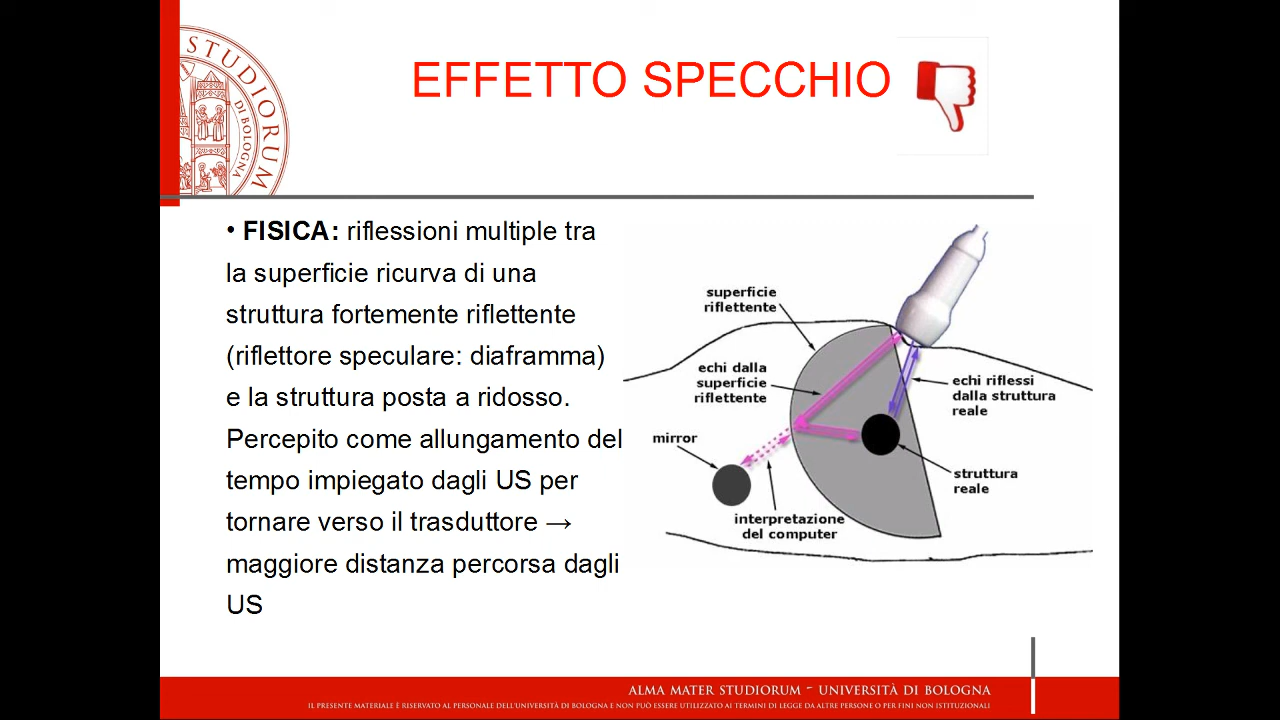 STUDIORUM
DI BOLOGNA
EFFETTO SPECCHIO
• FISICA: riflessioni multiple tra
la superficie ricurva di una
struttura fortemente riflettente
(riflettore speculare: diaframma)
e la struttura posta a ridosso.
Percepito come allungamento del
tempo impiegato dagli US per
tornare verso il trasduttore →
maggiore distanza percorsa dagli
US
superficie
riflettente
echi dalla
superficie
riflettente
mirror
interpretazione
del computer
echi riflessi
dalla struttura
reale
struttura
reale
ALMA MATER STUDIORUM ~ UNIVERSITÀ DI BOLOGNA
IL PRESENTE MATERIALE È RISERVATO AL PERSONALE DELL'UNIVERSITÀ DI BOLOGNA E NON PUÒ ESSERE UTILIZZATO AI TERMINI DI LEGGE DA ALTRE PERSONE O PER FINI NON ISTITUZIONALI